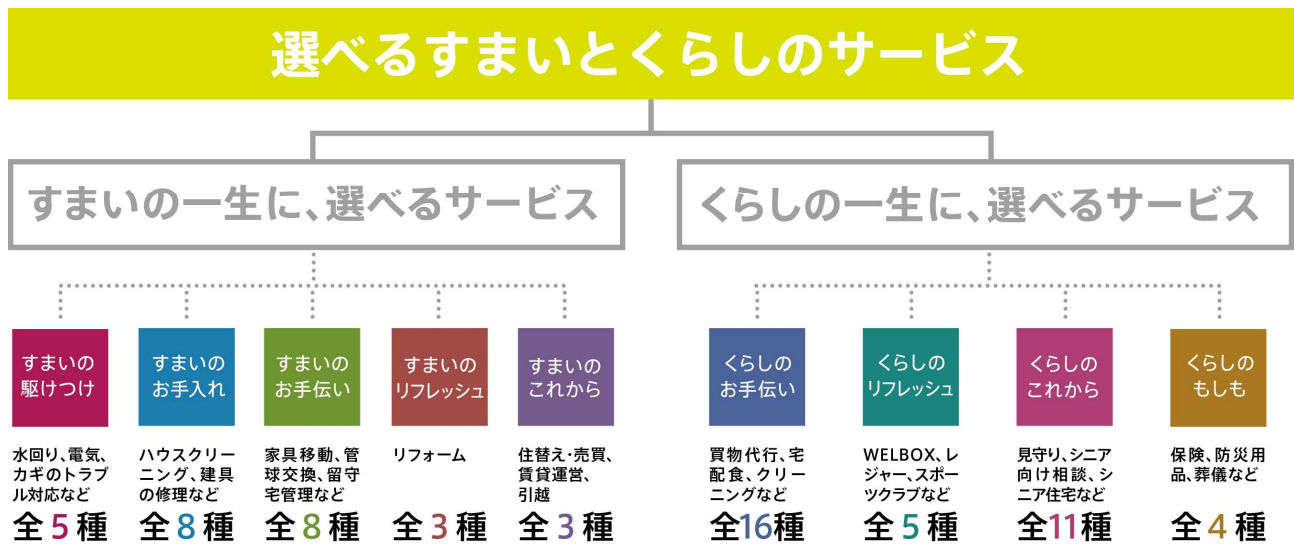 選べるすまいとくらしのサービス
すまいの一生に、選べるサービス
くらしの一生に、選べるサービス
すまいの
駆けつけ
水回り、電気、
カギのトラブ
ル対応など
全5種
すまいの
お手入れ
ハウスクリー
ニング、建具
の修理など
全8種
すまいの
お手伝い
家具移動、管
球交換、留守
宅管理など
全8種
すまいの
リフレッシュ
リフォーム
全3種
すまいの
これから
住替え・売買、
賃貸運営、
引越
全3種
くらしの
お手伝い
買物代行、宅
配食、クリー
ニングなど
全16種
くらしの
リフレッシュ
WELBOX、レ
ジャー、スポー
ツクラブなど
全5種
くらしの
これから
見守り、シニア
向け相談、シ
ニア住宅など
全11種
くらしの
もしも
保険、防災用
品、葬儀など
全4種